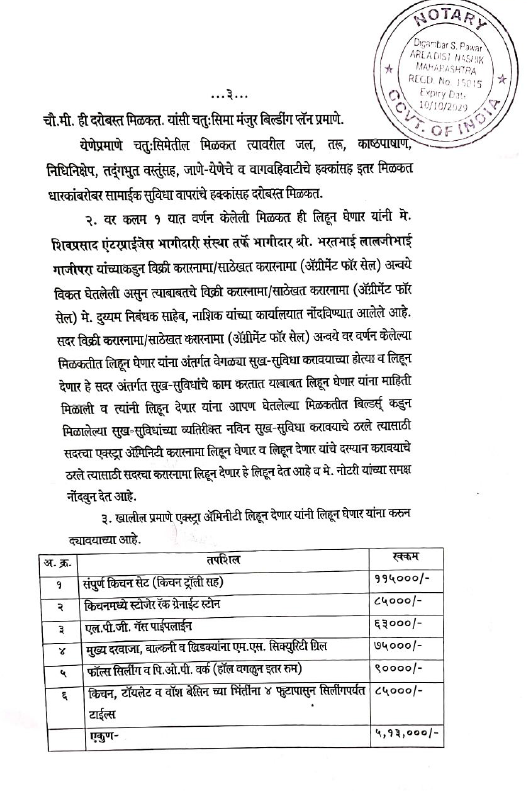 NOTARY
Digambar S. Pawar
AREA DIST. NASHIK
MAHARASHTRA
REGD. No. 15015
Expiry Date
10/10/2029
GOVT. OF INDIA
...३...
चौ.मी. ही दरोबस्त मिळकत. यांसी चतु:सिमा मंजुर बिल्डींग प्लॅन प्रमाणे.
येणेप्रमाणे चतु:सिमेतील मिळकत त्यावरील जल, तरू, काष्ठपाषाण,
निधिनिक्षेप, तद्ंगभुत वस्तुंसह, जाणे-येणेचे व वागवहिवाटीचे हक्कांसह इतर मिळकत
धारकांबरोबर सामाईक सुविधा वापरांचे हक्कांसह दरोबस्त मिळकत.
२. वर कलम १ यात वर्णन केलेली मिळकत ही लिहून घेणार यांनी मे.
शिवप्रसाद एंटरप्राईजेस भागीदारी संस्था तर्फे भागीदार श्री. भरतभाई लालजीभाई
गाजीपरा यांच्याकडुन विक्री करारनामा/साठेखत करारनामा (ॲग्रीमेंट फॉर सेल) अन्वये
विकत घेतलेली असुन त्याबाबतचे विक्री करारनामा/साठेखत करारनामा (ॲग्रीमेंट फॉर
सेल) मे. दुय्यम निबंधक साहेब, नाशिक यांच्या कार्यालयात नोंदविण्यात आलेले आहे.
सदर विक्री करारनामा/साठेखत करारनामा (ॲग्रीमेंट फॉर सेल) अन्वये वर वर्णन केलेल्या
मिळकतीत लिहून घेणार यांना अंतर्गत वेगळ्या सुख-सुविधा करावयाच्या होत्या व लिहून
देणार हे सदर अंतर्गत सुख-सुविधांचे काम करतात याबाबत लिहून घेणार यांना माहिती
मिळाली व त्यांनी लिहून देणार यांना आपण घेतलेल्या मिळकतीत बिल्डर्स् कडुन
मिळालेल्या सुख-सुविधांच्या व्यतिरीक्त नविन सुख-सुविधा करावयाचे ठरले त्यासाठी
सदरचा एक्स्ट्रा ॲमिनिटी करारनामा लिहून घेणार व लिहून देणार यांचे दरम्यान करावयाचे
ठरले त्यासाठी सदरचा करारनामा लिहून देणार हे लिहून देत आहे व मे. नोटरी यांच्या समक्ष
नोंदवुन देत आहे.
३. खालील प्रमाणे एक्स्ट्रा ॲमिनीटी लिहून देणार यांनी लिहून घेणार यांना करुन
द्यावयाच्या आहे.
अ. क्र. तपशिल रक्कम
१ संपुर्ण किचन सेट (किचन ट्रॉली सह) ११५०००/-
२ किचनमध्ये स्टोजेर रॅक ग्रेनाईट स्टोन ८५०००/-
३ एल.पी.जी. गॅस पाईपलाईन ६३०००/-
४ मुख्य दरवाजा, बाल्कनी व खिडक्यांना एम.एस. सिक्युरिटी ग्रिल ७५०००/-
५ फॉल्स सिलींग व पि.ओ.पी. वर्क (हॉल वगळुन इतर रुम) ९००००/-
६ किचन, टॉयलेट व वॉश बेसिन च्या भिंतींना ४ फुटापासुन सिलींगपर्यत ८५०००/-
टाईल्स
एकुण- ५,१३,०००/-